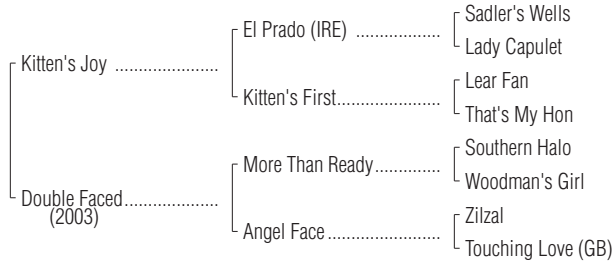 Sadler's Wells
El Prado (IRE) ..................
Lady Capulet
Kitten's Joy ......................
Lear Fan
Kitten's First......................
That's My Hon
Southern Halo
More Than Ready..............
Woodman's Girl
Double Faced....................
(2003)
Zilzal
Angel Face ........................
Touching Love (GB)